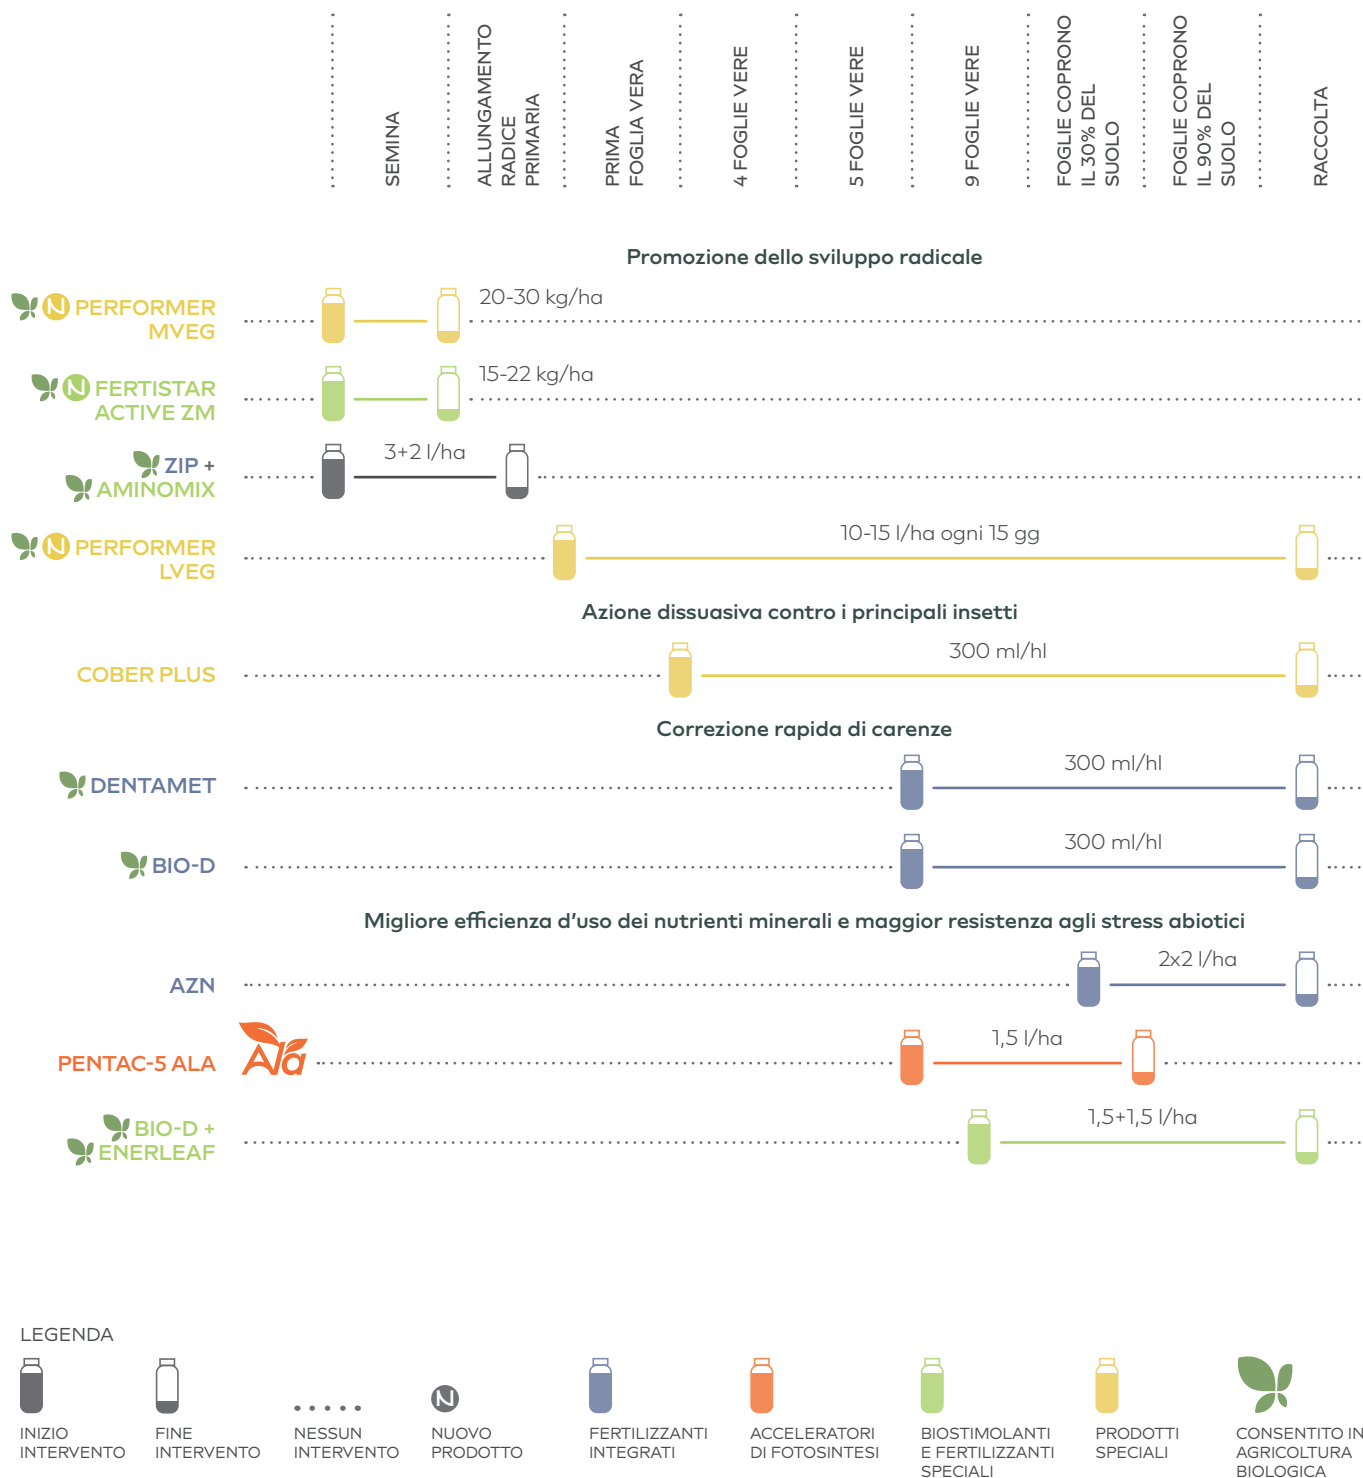 SEMINA
ALLUNGAMENTO
RADICE
PRIMARIA
PRIMA
FOGLIA VERA
4 FOGLIE VERE
5 FOGLIE VERE
9 FOGLIE VERE
FOGLIE COPRONO
IL 30% DEL
SUOLO
FOGLIE COPRONO
IL 90% DEL
SUOLO
RACCOLTA
Promozione dello sviluppo radicale
N PERFORMER
MVEG
20-30 kg/ha
N FERTISTAR
ACTIVE ZM
15-22 kg/ha
ZIP +
AMINOMIX
3+2 l/ha
N PERFORMER
LVEG
10-15 l/ha ogni 15 gg
Azione dissuasiva contro i principali insetti
COBER PLUS
300 ml/hl
Correzione rapida di carenze
DENTAMET
300 ml/hl
BIO-D
300 ml/hl
Migliore efficienza d'uso dei nutrienti minerali e maggior resistenza agli stress abiotici
AZN
2x2 l/ha
PENTAC-5 ALA
Ala
1,5 l/ha
BIO-D +
ENERLEAF
1,5+1,5 l/ha
LEGENDA
INIZIO
INTERVENTO
FINE
INTERVENTO
NESSUN
INTERVENTO
N
NUOVO
PRODOTTO
FERTILIZZANTI
INTEGRATI
ACCELERATORI
DI FOTOSINTESI
BIOSTIMOLANTI
E FERTILIZZANTI
SPECIALI
PRODOTTI
SPECIALI
CONSENTITO IN
AGRICOLTURA
BIOLOGICA